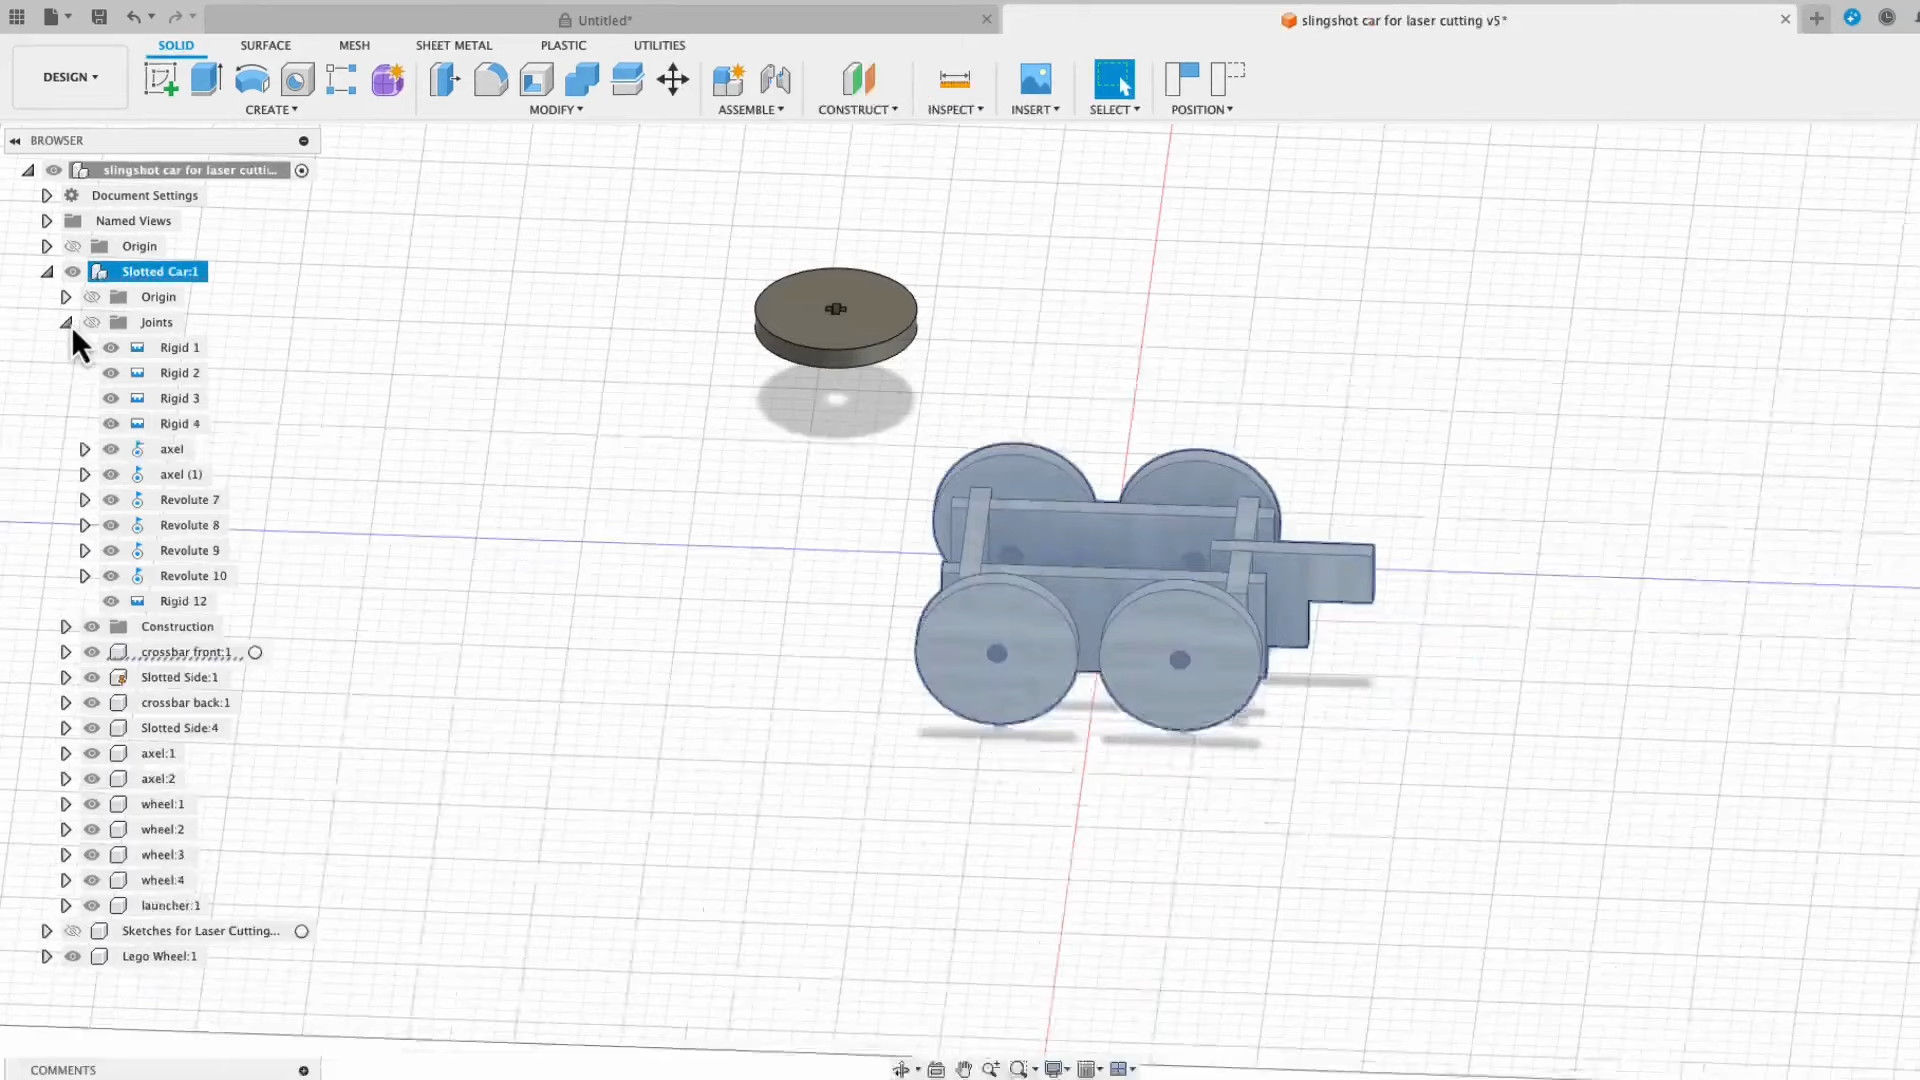 Untitled*
slingshot car for laser cutting v5*
SOLID
SURFACE
MESH
SHEET METAL
PLASTIC
UTILITIES
DESIGN
CREATE
MODIFY
ASSEMBLE
CONSTRUCT
INSPECT
INSERT
SELECT
POSITION
BROWSER
slingshot car for laser cutti...
Document Settings
Named Views
Origin
Slotted Car:1
Origin
Joints
Rigid 1
Rigid 2
Rigid 3
Rigid 4
axel
axel (1)
Revolute 7
Revolute 8
Revolute 9
Revolute 10
Rigid 12
Construction
crossbar front:1
Slotted Side:1
crossbar back:1
Slotted Side:4
axel:1
axel:2
wheel:1
wheel:2
wheel:3
wheel:4
launcher:1
Sketches for Laser Cutting...
Lego Wheel:1
COMMENTS